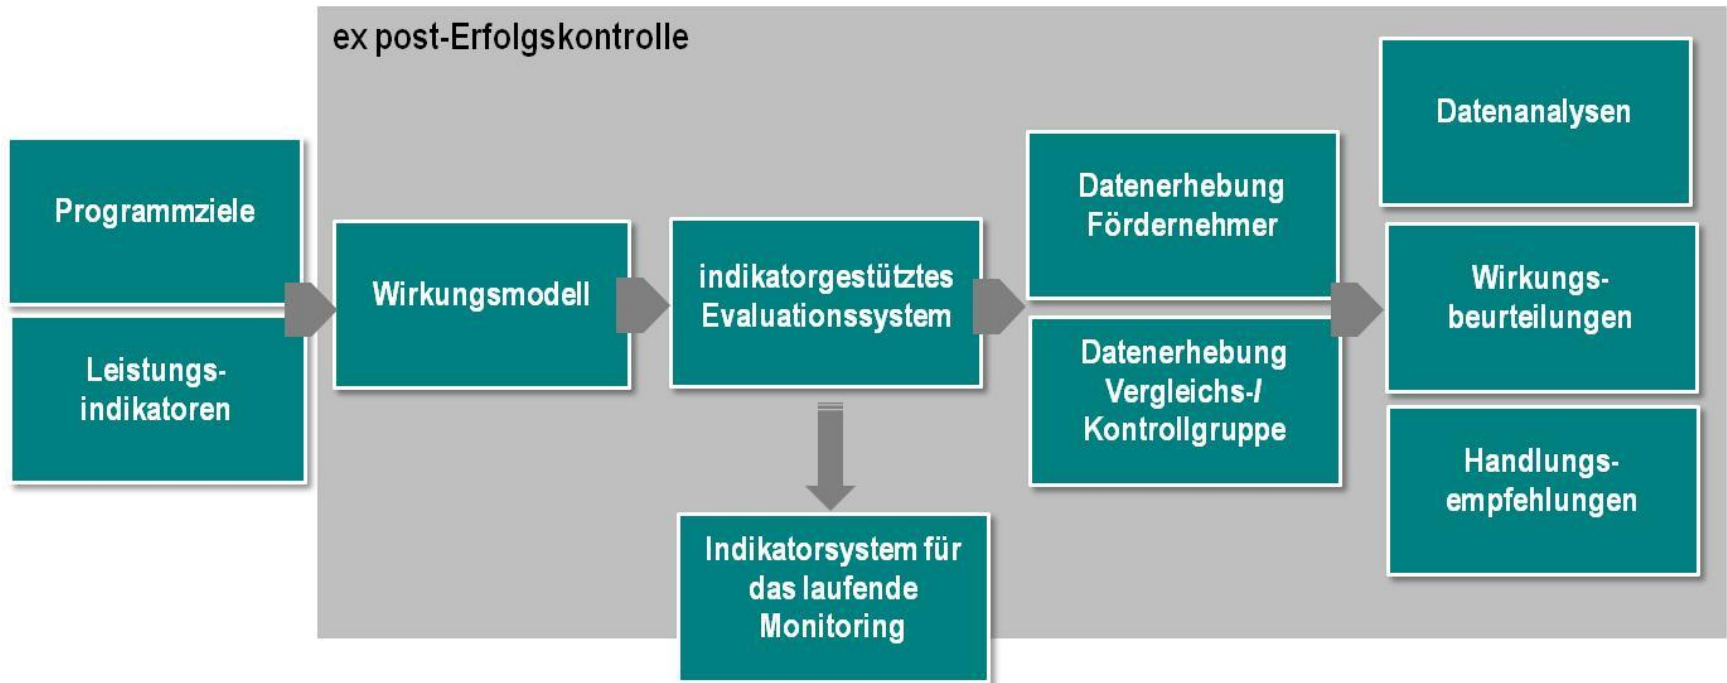 ex post-Erfolgskontrolle
Programmziele
Leistungs-
indikatoren
Wirkungsmodell
indikatorgestütztes
Evaluationssystem
Indikatorsystem für
das laufende
Monitoring
Datenerhebung
Fördernehmer
Datenerhebung
Vergleichs-/
Kontrollgruppe
Datenanalysen
Wirkungs-
beurteilungen
Handlungs-
empfehlungen